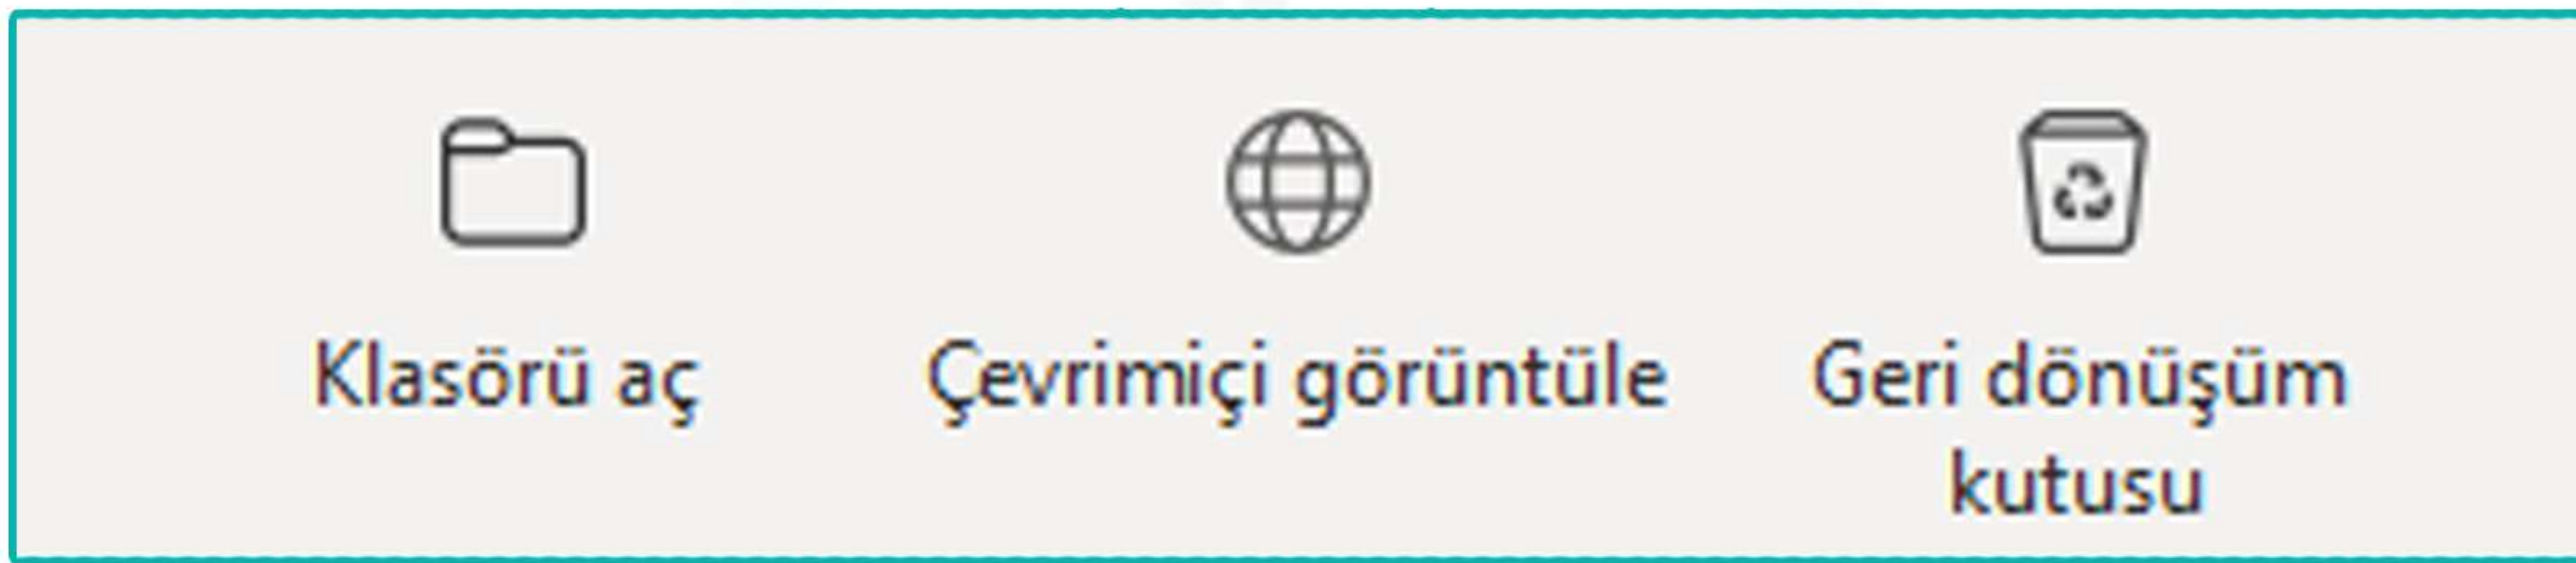 Klasörü aç
Çevrimiçi görüntüle
Geri dönüşüm
kutusu